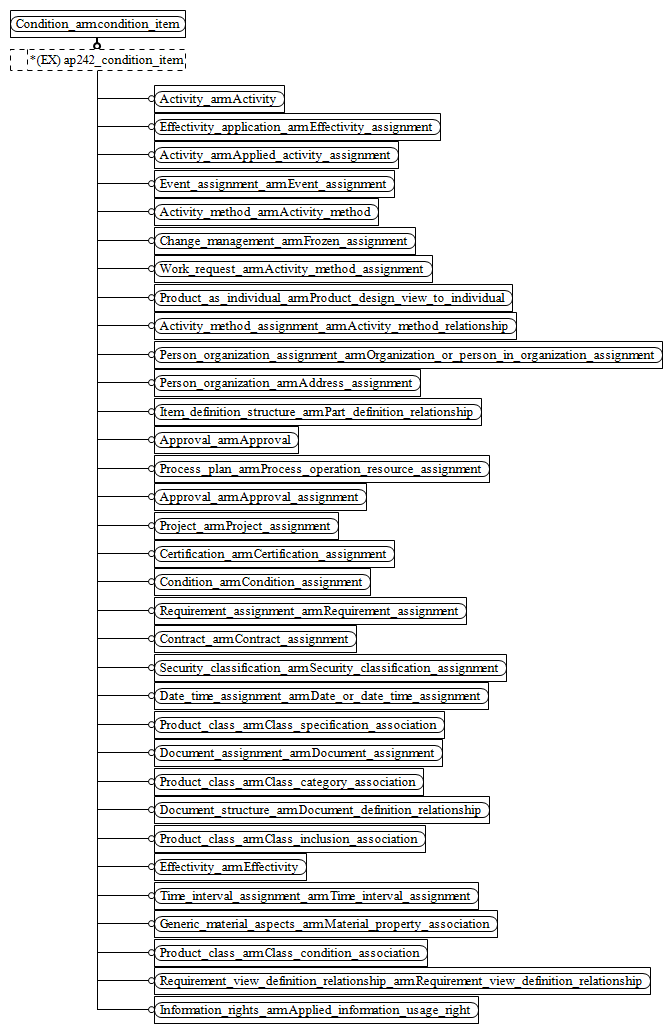 Condition_armcondition_item
*(EX) ap242_condition_item
Activity_armActivity
Effectivity_application_armEffectivity_assignment
Activity_armApplied_activity_assignment
Event_assignment_armEvent_assignment
Activity_method_armActivity_method
Change_management_armFrozen_assignment
Work_request_armActivity_method_assignment
Product_as_individual_armProduct_design_view_to_individual
Activity_method_assignment_armActivity_method_relationship
Person_organization_assignment_armOrganization_or_person_in_organization_assignment
Person_organization_armAddress_assignment
Item_definition_structure_armPart_definition_relationship
Approval_armApproval
Process_plan_armProcess_operation_resource_assignment
Approval_armApproval_assignment
Project_armProject_assignment
Certification_armCertification_assignment
Condition_armCondition_assignment
Requirement_assignment_armRequirement_assignment
Contract_armContract_assignment
Security_classification_armSecurity_classification_assignment
Date_time_assignment_armDate_or_date_time_assignment
Product_class_armClass_specification_association
Document_assignment_armDocument_assignment
Product_class_armClass_category_association
Document_structure_armDocument_definition_relationship
Product_class_armClass_inclusion_association
Effectivity_armEffectivity
Time_interval_assignment_armTime_interval_assignment
Generic_material_aspects_armMaterial_property_association
Product_class_armClass_condition_association
Requirement_view_definition_relationship_armRequirement_view_definition_relationship
Information_rights_armApplied_information_usage_right